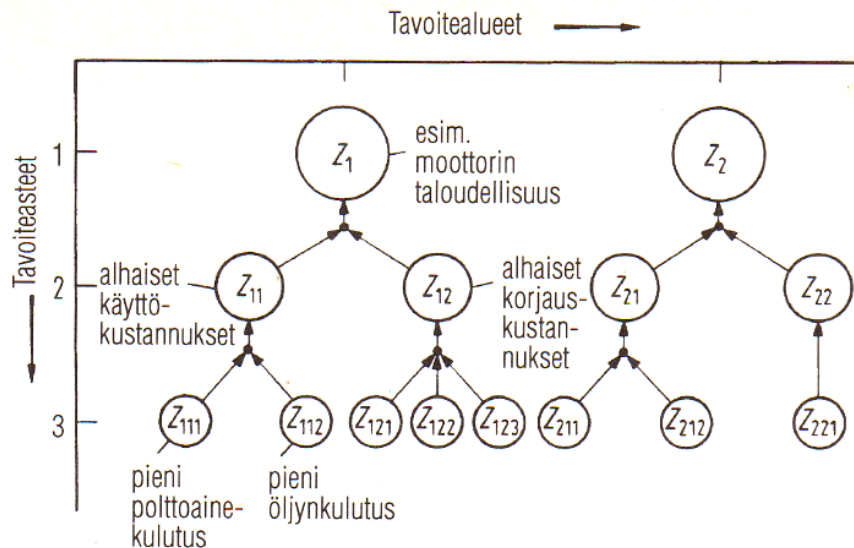 Tavoitealueet
Tavoiteasteet
1
Z1
esim.
moottorin
taloudellisuus
Z2
2
alhaiset
käyttö-
kustannukset
Z11
Z12
alhaiset
korjaus-
kustan-
nukset
Z21
Z22
3
Z111
Z112
Z121
Z122
Z123
Z211
Z212
Z221
pieni
polttoaine-
kulutus
pieni
öljynkulutus